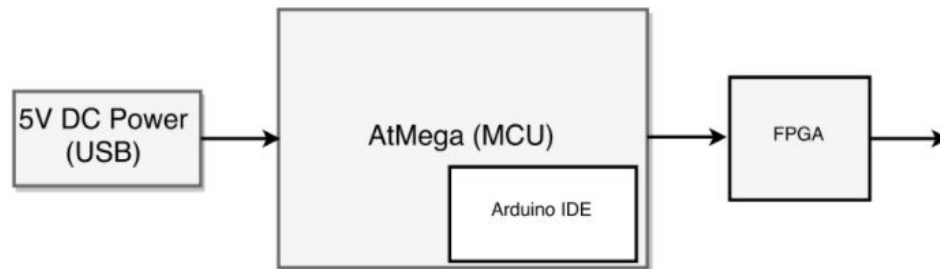 5V DC Power
(USB)
AtMega (MCU)
Arduino IDE
FPGA